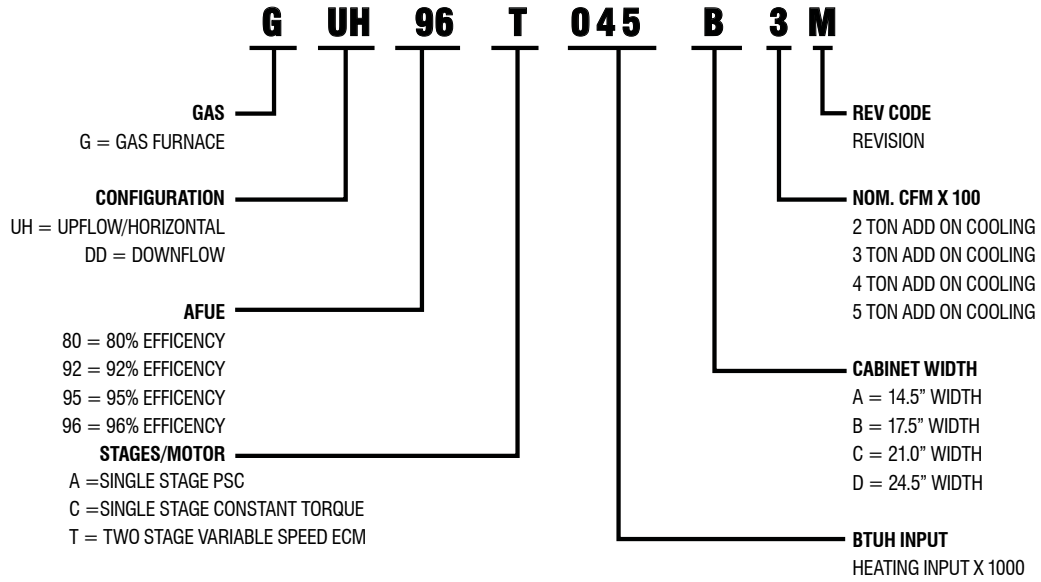 G UH 96 T 045 B 3 M
GAS
G = GAS FURNACE
CONFIGURATION
UH = UPFLOW/HORIZONTAL
DD = DOWNFLOW
AFUE
80 = 80% EFFICENCY
92 = 92% EFFICENCY
95 = 95% EFFICENCY
96 = 96% EFFICENCY
STAGES/MOTOR
A =SINGLE STAGE PSC
C =SINGLE STAGE CONSTANT TORQUE
T = TWO STAGE VARIABLE SPEED ECM
REV CODE
REVISION
NOM. CFM X 100
2 TON ADD ON COOLING
3 TON ADD ON COOLING
4 TON ADD ON COOLING
5 TON ADD ON COOLING
CABINET WIDTH
A = 14.5” WIDTH
B = 17.5” WIDTH
C = 21.0” WIDTH
D = 24.5” WIDTH
BTUH INPUT
HEATING INPUT X 1000